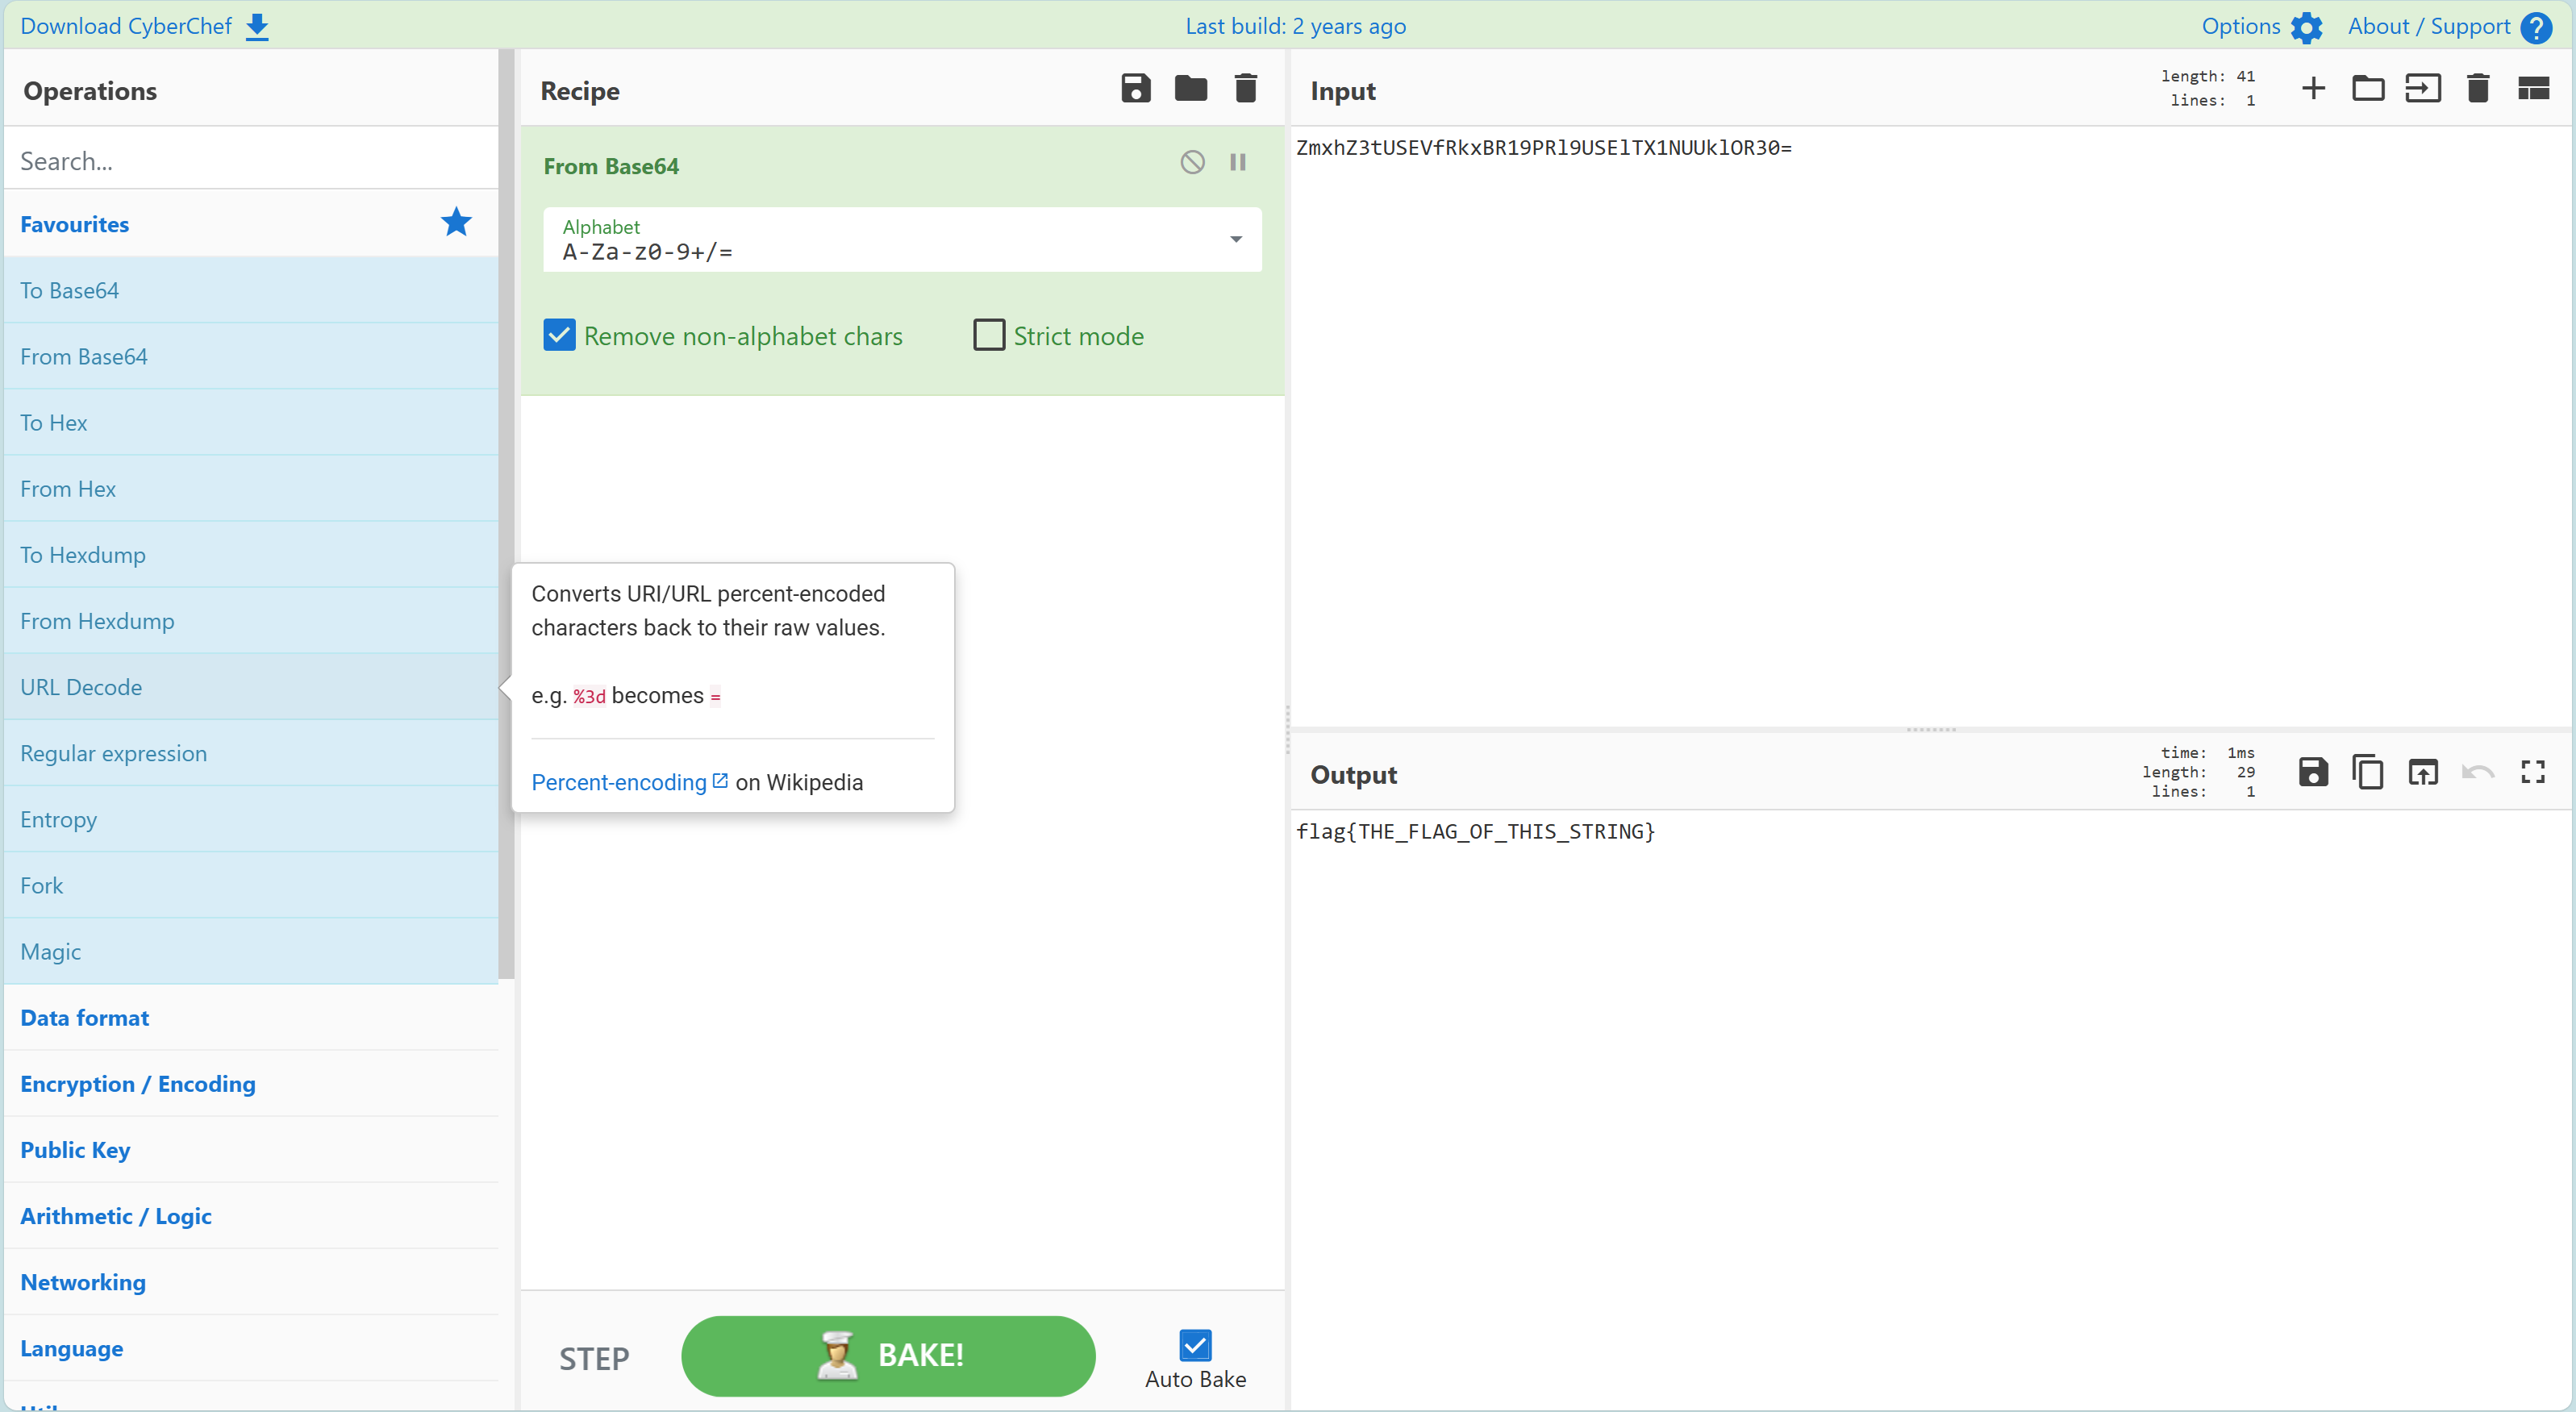 Download CyberChef
Last build: 2 years ago
Options
About / Support
Operations
Search...
Favourites
To Base64
From Base64
To Hex
From Hex
To Hexdump
From Hexdump
URL Decode
Regular expression
Entropy
Fork
Magic
Data format
Encryption / Encoding
Public Key
Arithmetic / Logic
Networking
Language
Recipe
From Base64
Alphabet
A-Za-z0-9+/=
Remove non-alphabet chars
Strict mode
Converts URI/URL percent-encoded
characters back to their raw values.
e.g. %3d becomes =
Percent-encoding on Wikipedia
STEP
BAKE!
Auto Bake
Input
length: 41
lines: 1
ZmxhZ3tUSEVfRkxBR19PRl9USElTX1NUUklOR30=
Output
time: 1ms
length: 29
lines: 1
flag{THE_FLAG_OF_THIS_STRING}